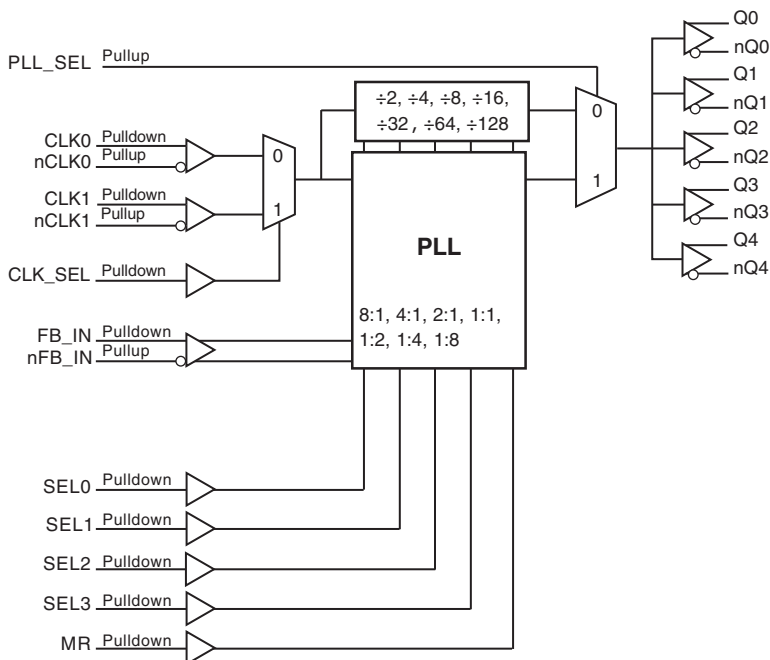 PLL_SEL Pullup
÷2, ÷4, ÷8, ÷16,
÷32, ÷64, ÷128
0
1
CLK0 Pulldown
nCLK0 Pullup
CLK1 Pulldown
nCLK1 Pullup
0
1
CLK_SEL Pulldown
PLL
8:1, 4:1, 2:1, 1:1,
1:2, 1:4, 1:8
FB_IN Pulldown
nFB_IN Pullup
SEL0 Pulldown
SEL1 Pulldown
SEL2 Pulldown
SEL3 Pulldown
MR Pulldown
Q0
nQ0
Q1
nQ1
Q2
nQ2
Q3
nQ3
Q4
nQ4